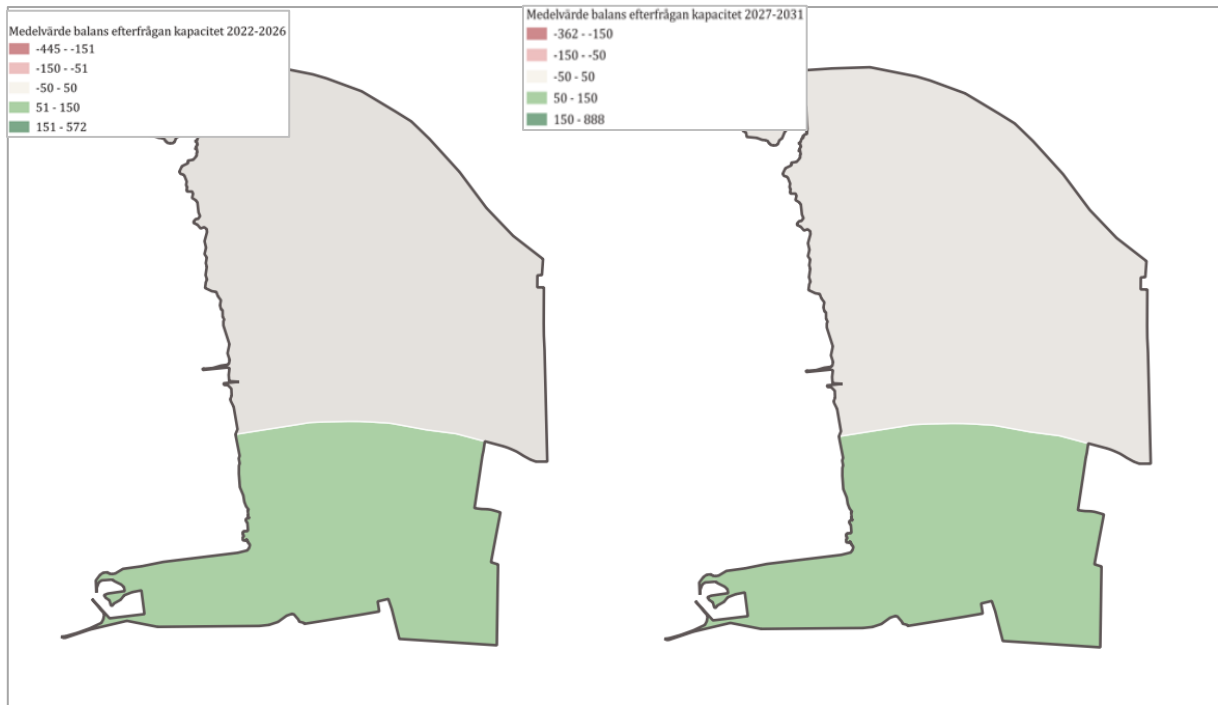 Medelvärde balans efterfrågan kapacitet 2022-2026
-445 - -151
-150 - -51
-50 - 50
51 - 150
151 - 572
Medelvärde balans efterfrågan kapacitet 2027-2031
-362 - -150
-150 - -50
-50 - 50
50 - 150
150 - 888